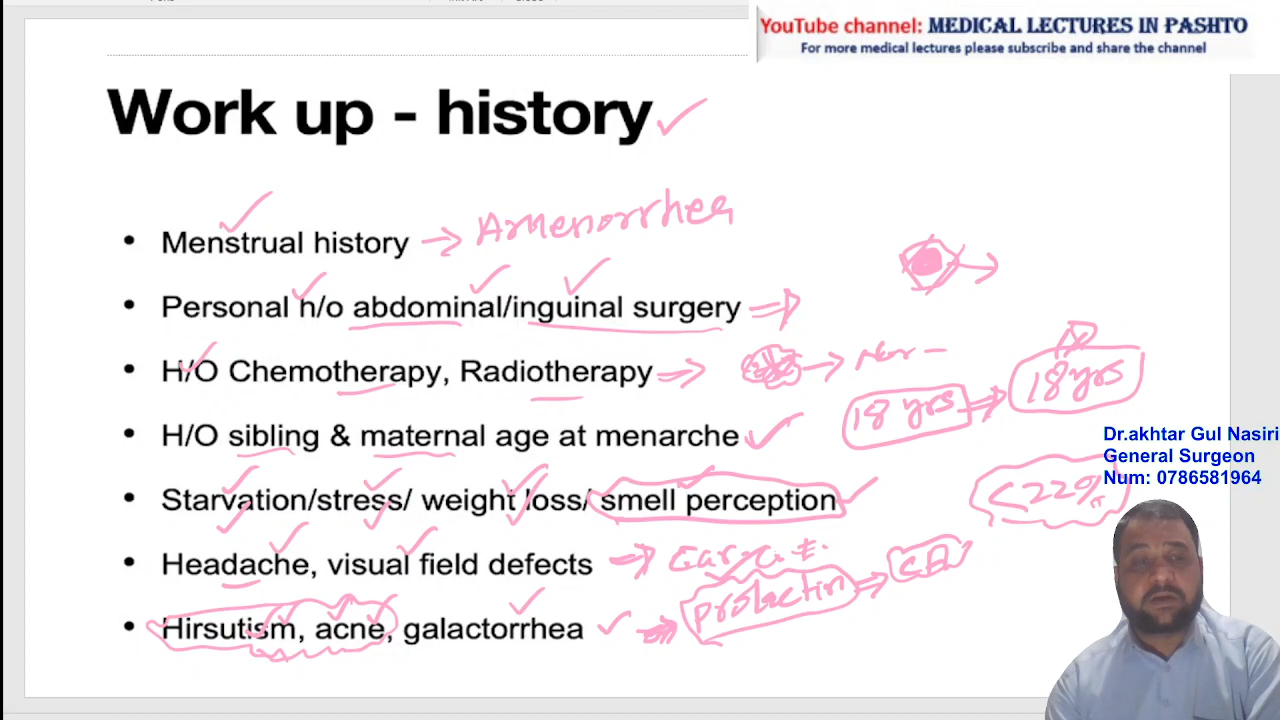 YouTube channel: MEDICAL LECTURES IN PASHTO
For more medical lectures please subscribe and share the channel
Work up - history
• Menstrual history → Amenorrhea
• Personal h/o abdominal/inguinal surgery
• H/O Chemotherapy, Radiotherapy
18 yrs
18 yrs
• H/O sibling & maternal age at menarche
Dr.akhtar Gul Nasiri
General Surgeon
Num: 0786581964
• Starvation/stress/ weight loss/ smell perception
<22%
• Headache, visual field defects
• Hirsutism, acne, galactorrhea
prolactin